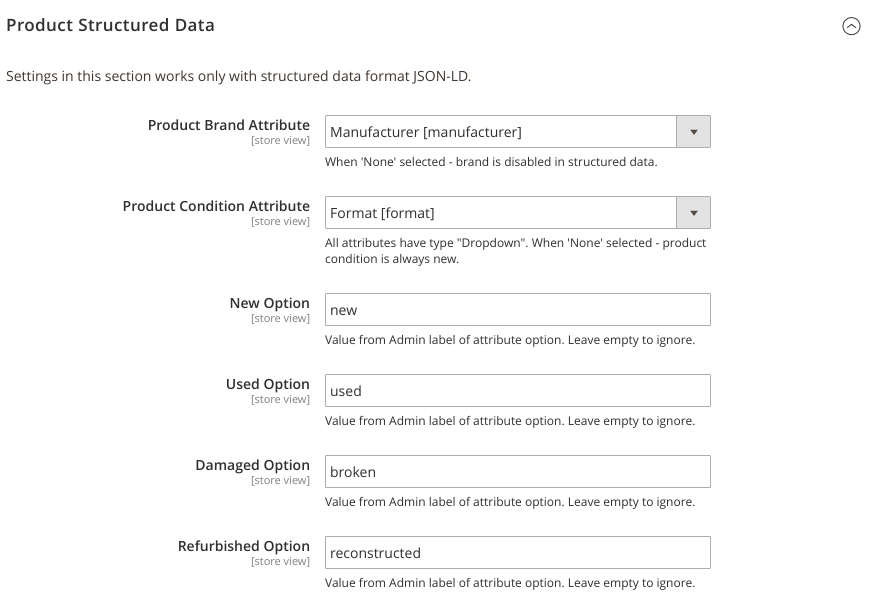 Product Structured Data
Settings in this section works only with structured data format JSON-LD.
Product Brand Attribute
[store view]
Manufacturer [manufacturer]
When 'None' selected - brand is disabled in structured data.
Product Condition Attribute
[store view]
Format [format]
All attributes have type "Dropdown". When 'None' selected - product
condition is always new.
New Option
[store view]
new
Value from Admin label of attribute option. Leave empty to ignore.
Used Option
[store view]
used
Value from Admin label of attribute option. Leave empty to ignore.
Damaged Option
[store view]
broken
Value from Admin label of attribute option. Leave empty to ignore.
Refurbished Option
[store view]
reconstructed
Value from Admin label of attribute option. Leave empty to ignore.